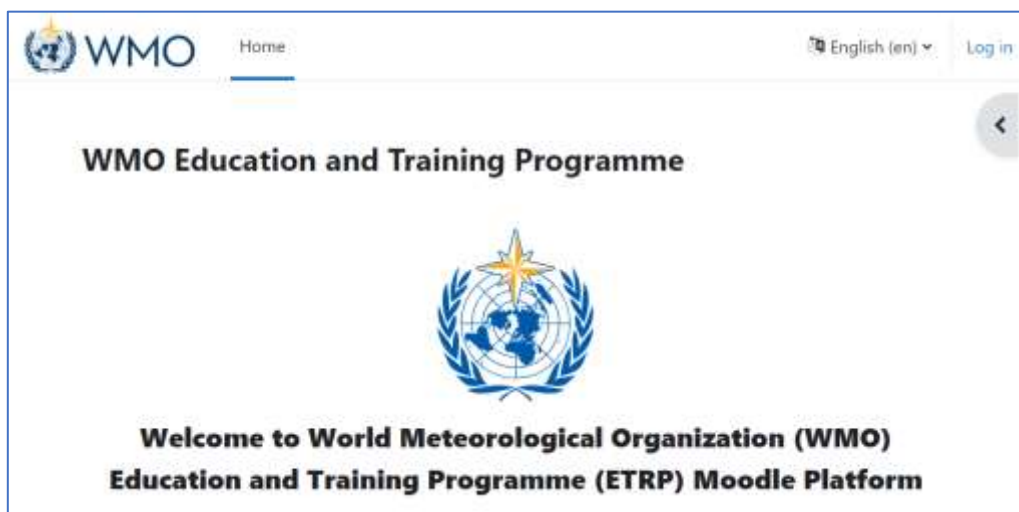 WMO
Home
English (en)
Log in
WMO Education and Training Programme
Welcome to World Meteorological Organization (WMO)
Education and Training Programme (ETRP) Moodle Platform